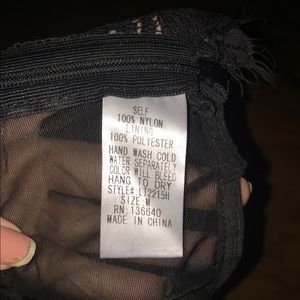 SELF
100% NYLON
LINING
100% POLYESTER
HAND WASH COLD
WATER SEPARATELY
COLOR WILL BLEED
HANG TO DRY
STYLE#: LT2215H
SIZE: M
RN: 136640
MADE IN CHINA